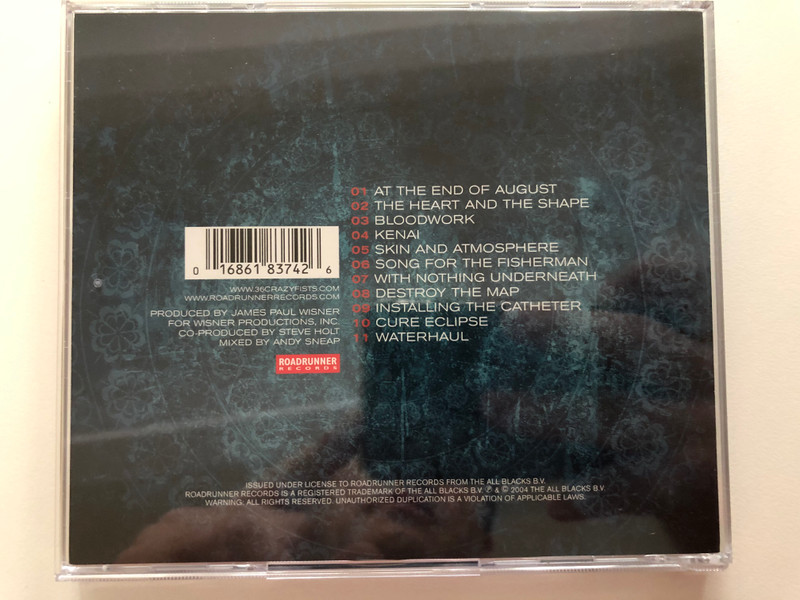 01 AT THE END OF AUGUST
02 THE HEART AND THE SHAPE
03 BLOODWORK
04 KENAI
05 SKIN AND ATMOSPHERE
06 SONG FOR THE FISHERMAN
07 WITH NOTHING UNDERNEATH
08 DESTROY THE MAP
09 INSTALLING THE CATHETER
10 CURE ECLIPSE
11 WATERHAUL
0 16861 83742 6
WWW.36CRAZYFISTS.COM
WWW.ROADRUNNERRECORDS.COM
PRODUCED BY JAMES PAUL WISNER
FOR WISNER PRODUCTIONS, INC.
CO-PRODUCED BY STEVE HOLT
MIXED BY ANDY SNEAP
ROADRUNNER
RECORDS
ISSUED UNDER LICENSE TO ROADRUNNER RECORDS FROM THE ALL BLACKS B.V.
ROADRUNNER RECORDS IS A REGISTERED TRADEMARK OF THE ALL BLACKS B.V. ℗ & © 2004 THE ALL BLACKS B.V.
WARNING: ALL RIGHTS RESERVED. UNAUTHORIZED DUPLICATION IS A VIOLATION OF APPLICABLE LAWS.